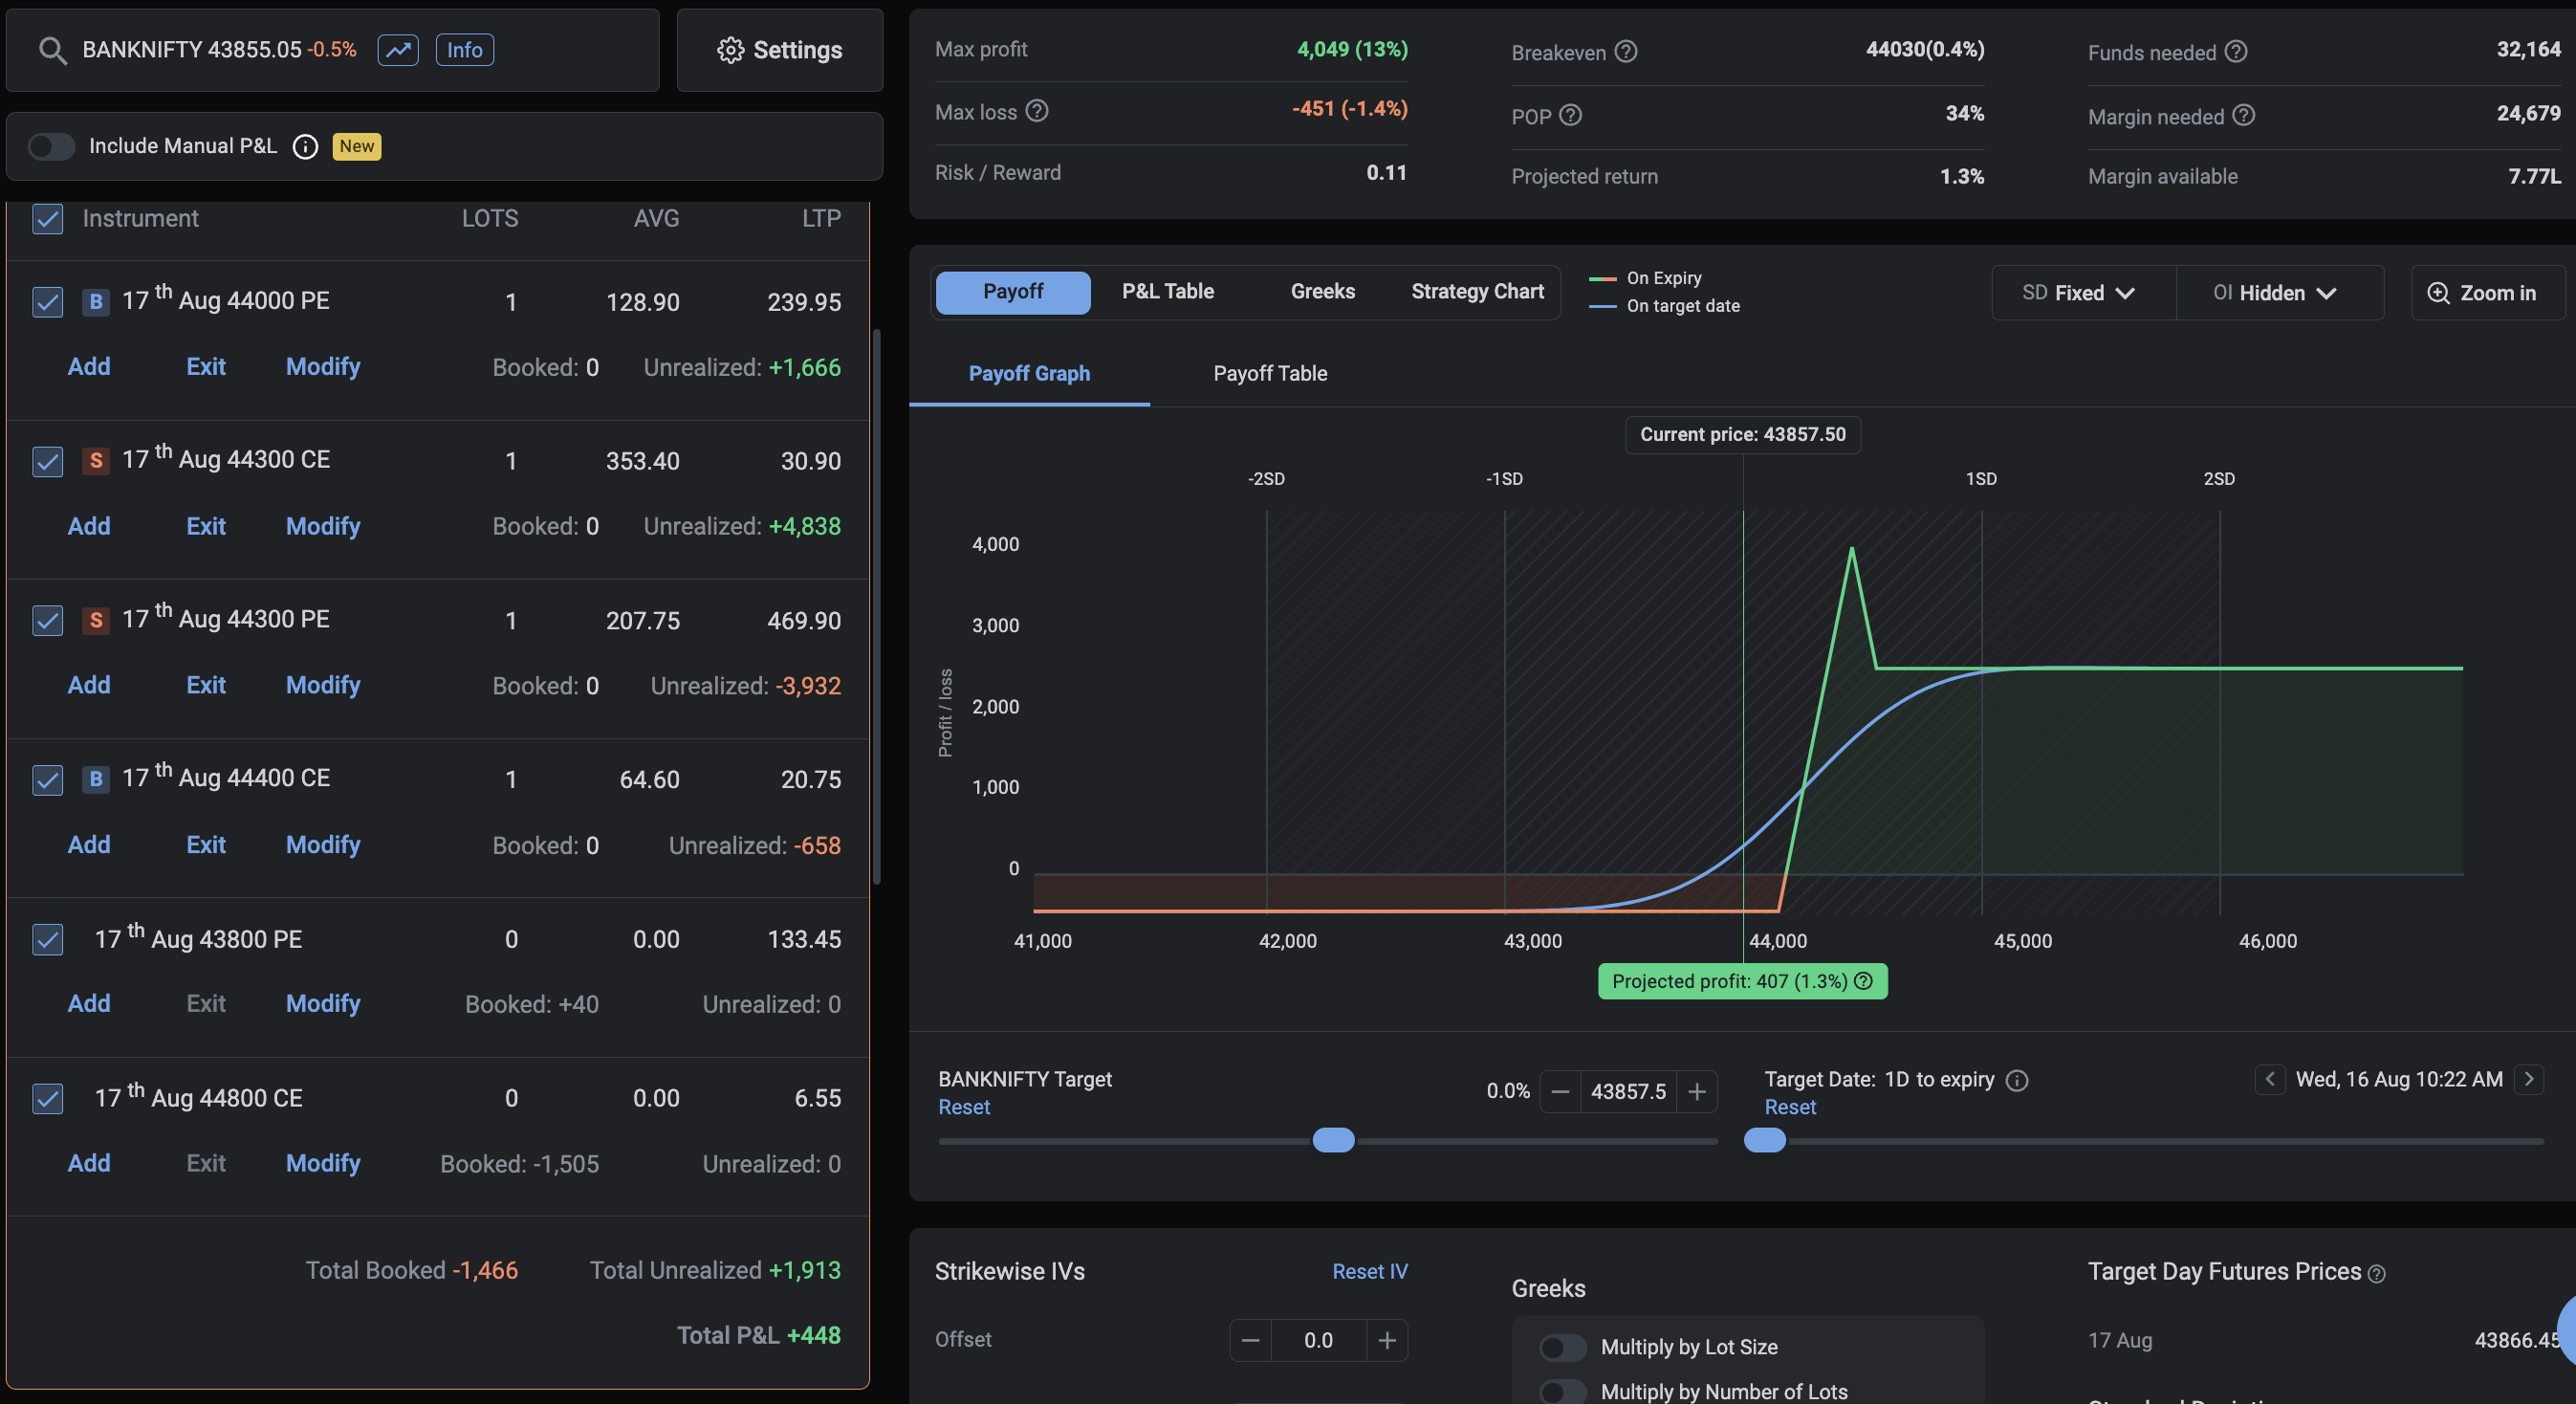 BANKNIFTY 43855.05 -0.5% Info
Settings
Include Manual P&L New
Instrument LOTS AVG LTP
B 17 th Aug 44000 PE 1 128.90 239.95
Add Exit Modify Booked: 0 Unrealized: +1,666
S 17 th Aug 44300 CE 1 353.40 30.90
Add Exit Modify Booked: 0 Unrealized: +4,838
S 17 th Aug 44300 PE 1 207.75 469.90
Add Exit Modify Booked: 0 Unrealized: -3,932
B 17 th Aug 44400 CE 1 64.60 20.75
Add Exit Modify Booked: 0 Unrealized: -658
17 th Aug 43800 PE 0 0.00 133.45
Add Exit Modify Booked: +40 Unrealized: 0
17 th Aug 44800 CE 0 0.00 6.55
Add Exit Modify Booked: -1,505 Unrealized: 0
Total Booked -1,466 Total Unrealized +1,913
Total P&L +448
Max profit 4,049 (13%) Breakeven 44030(0.4%) Funds needed 32,164
Max loss -451 (-1.4%) POP 34% Margin needed 24,679
Risk / Reward 0.11 Projected return 1.3% Margin available 7.77L
Payoff P&L Table Greeks Strategy Chart
On Expiry
On target date
SD Fixed OI Hidden Zoom in
Payoff Graph Payoff Table
Current price: 43857.50
-2SD -1SD 1SD 2SD
4,000
3,000
2,000
1,000
0
Profit / loss
41,000 42,000 43,000 44,000 45,000 46,000
Projected profit: 407 (1.3%)
BANKNIFTY Target 0.0% 43857.5
Reset
Target Date: 1D to expiry Wed, 16 Aug 10:22 AM
Reset
Strikewise IVs Reset IV
Offset 0.0
Greeks
Multiply by Lot Size
Multiply by Number of Lots
Target Day Futures Prices
17 Aug 43866.45